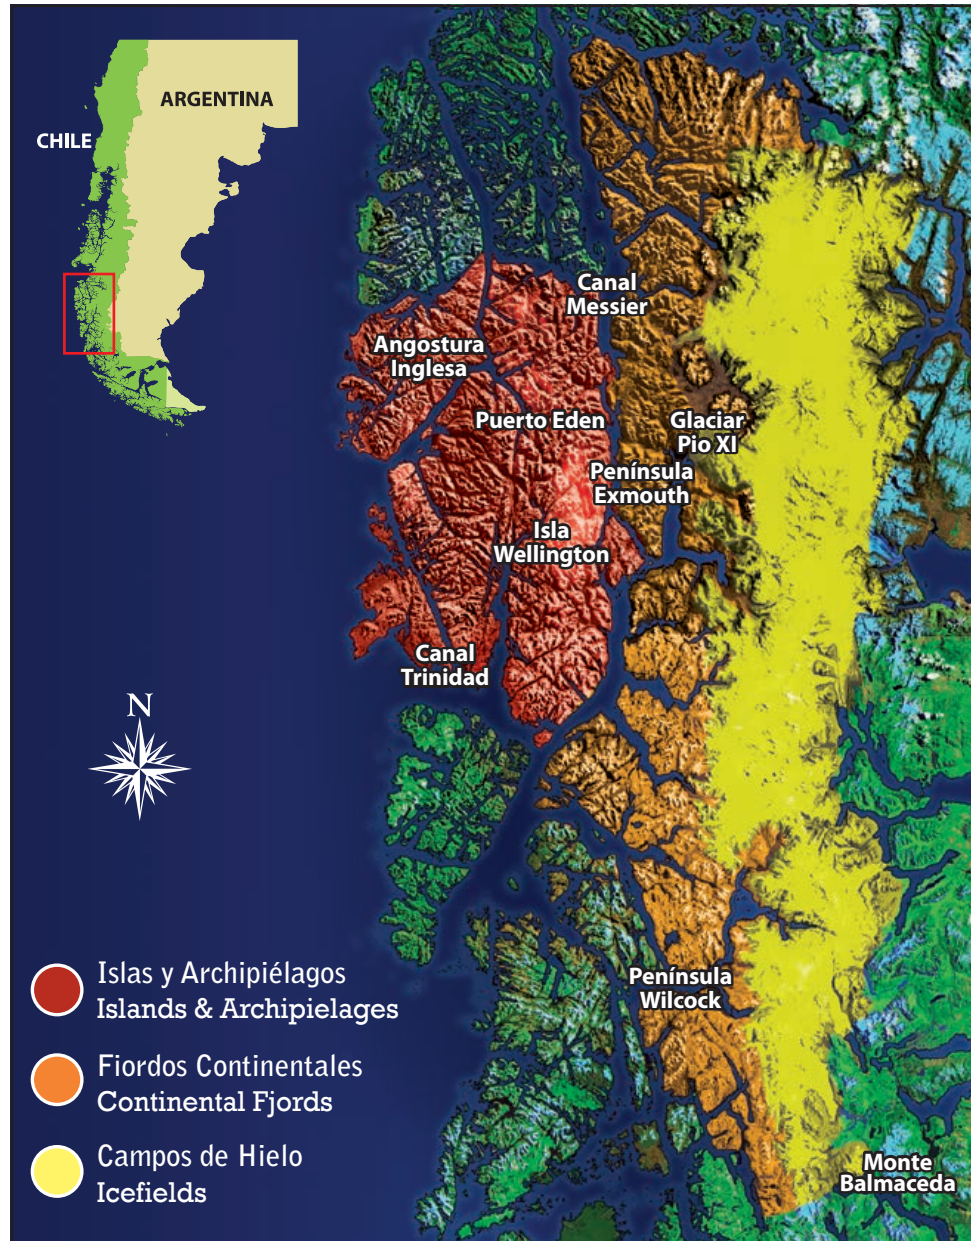 ARGENTINA
CHILE
Canal
Messier
Angostura
Inglesa
Puerto Eden
Glaciar
Pio XI
Península
Exmouth
Isla
Wellington
Canal
Trinidad
N
Península
Wilcock
Monte
Balmaceda
Islas y Archipiélagos
Islands & Archipielages
Fiordos Continentales
Continental Fjords
Campos de Hielo
Icefields